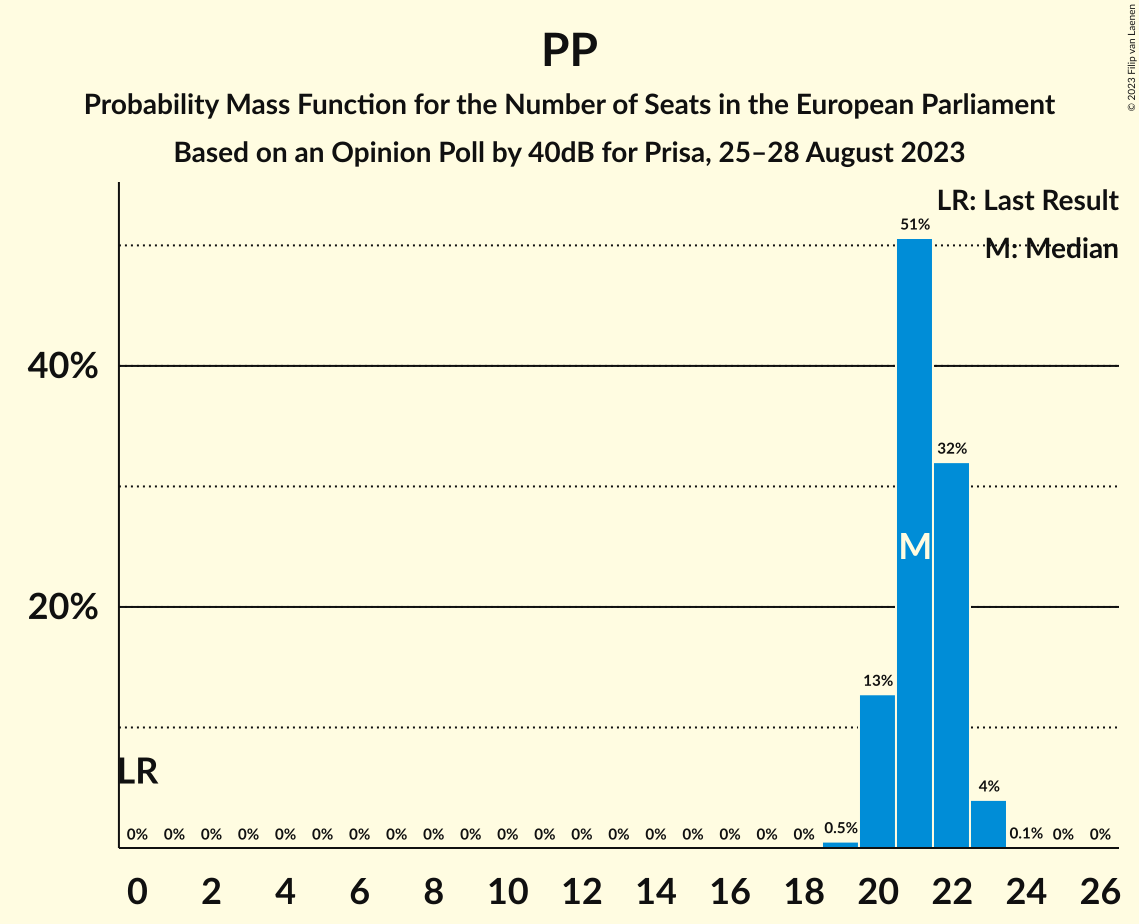 PP
Probability Mass Function for the Number of Seats in the European Parliament
Based on an Opinion Poll by 40dB for Prisa, 25–28 August 2023
© 2023 Filip van Laenen
LR: Last Result
M: Median
51%
40%
32%
M
20%
13%
LR
4%
0% 0% 0% 0% 0% 0% 0% 0% 0% 0% 0% 0% 0% 0% 0% 0% 0% 0% 0% 0.5% 0.1% 0% 0%
0 2 4 6 8 10 12 14 16 18 20 22 24 26